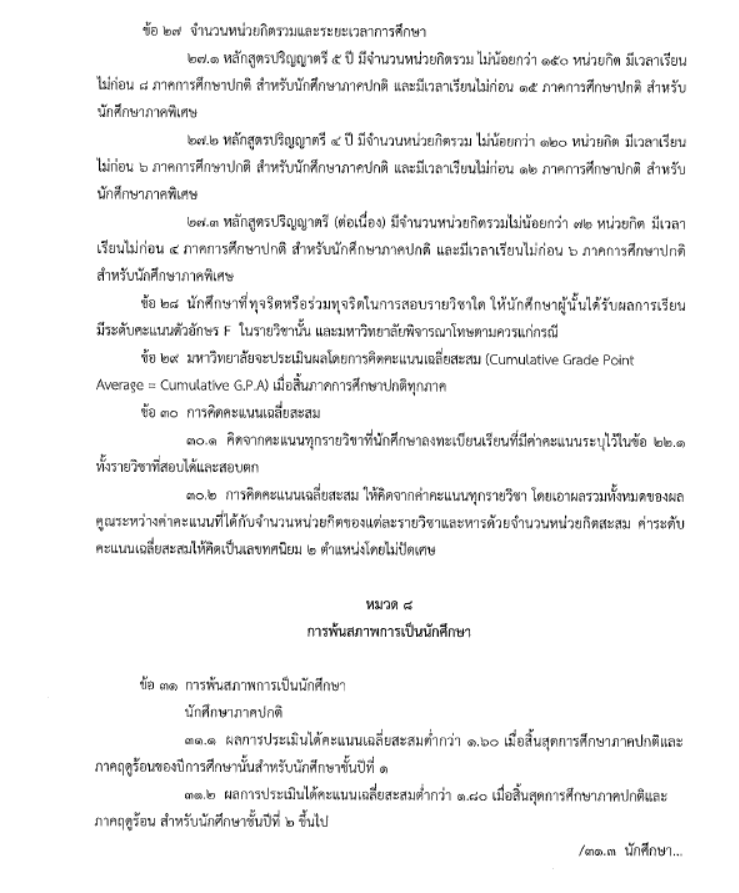 ข้อ ๒๗ จำนวนหน่วยกิตรวมและระยะเวลาการศึกษา
๒๗.๑ หลักสูตรปริญญาตรี ๕ ปี มีจำนวนหน่วยกิตรวม ไม่น้อยกว่า ๑๕๐ หน่วยกิต มีเวลาเรียน
ไม่ก่อน ๘ ภาคการศึกษาปกติ สำหรับนักศึกษาภาคปกติ และมีเวลาเรียนไม่ก่อน ๑๕ ภาคการศึกษาปกติ สำหรับ
นักศึกษาภาคพิเศษ
๒๗.๒ หลักสูตรปริญญาตรี ๔ ปี มีจำนวนหน่วยกิตรวม ไม่น้อยกว่า ๑๒๐ หน่วยกิต มีเวลาเรียน
ไม่ก่อน ๖ ภาคการศึกษาปกติ สำหรับนักศึกษาภาคปกติ และมีเวลาเรียนไม่ก่อน ๑๒ ภาคการศึกษาปกติ สำหรับ
นักศึกษาภาคพิเศษ
๒๗.๓ หลักสูตรปริญญาตรี (ต่อเนื่อง) มีจำนวนหน่วยกิตรวมไม่น้อยกว่า ๗๒ หน่วยกิต มีเวลา
เรียนไม่ก่อน ๔ ภาคการศึกษาปกติ สำหรับนักศึกษาภาคปกติ และมีเวลาเรียนไม่ก่อน ๖ ภาคการศึกษาปกติ
สำหรับนักศึกษาภาคพิเศษ
ข้อ ๒๘ นักศึกษาที่ทุจริตหรือร่วมทุจริตในการสอบรายวิชาใด ให้นักศึกษาผู้นั้นได้รับผลการเรียน
มีระดับคะแนนตัวอักษร F ในรายวิชานั้น และมหาวิทยาลัยพิจารณาโทษตามควรแก่กรณี
ข้อ ๒๙ มหาวิทยาลัยจะประเมินผลโดยการคิดคะแนนเฉลี่ยสะสม (Cumulative Grade Point
Average = Cumulative G.P.A) เมื่อสิ้นภาคการศึกษาปกติทุกภาค
ข้อ ๓๐ การคิดคะแนนเฉลี่ยสะสม
๓๐.๑ คิดจากคะแนนทุกรายวิชาที่นักศึกษาลงทะเบียนเรียนที่มีค่าคะแนนระบุไว้ในข้อ ๒๒.๑
ทั้งรายวิชาที่สอบได้และสอบตก
๓๐.๒ การคิดคะแนนเฉลี่ยสะสม ให้คิดจากค่าคะแนนทุกรายวิชา โดยเอาผลรวมทั้งหมดของผล
คูณระหว่างค่าคะแนนที่ได้กับจำนวนหน่วยกิตของแต่ละรายวิชาและหารด้วยจำนวนหน่วยกิตสะสม ค่าระดับ
คะแนนเฉลี่ยสะสมให้คิดเป็นเลขทศนิยม ๒ ตำแหน่งโดยไม่ปัดเศษ
หมวด ๘
การพ้นสภาพการเป็นนักศึกษา
ข้อ ๓๑ การพ้นสภาพการเป็นนักศึกษา
นักศึกษาภาคปกติ
๓๑.๑ ผลการประเมินได้คะแนนเฉลี่ยสะสมต่ำกว่า ๑.๖๐ เมื่อสิ้นสุดการศึกษาภาคปกติและ
ภาคฤดูร้อนของปีการศึกษานั้นสำหรับนักศึกษาชั้นปีที่ ๑
๓๑.๒ ผลการประเมินได้คะแนนเฉลี่ยสะสมต่ำกว่า ๑.๘๐ เมื่อสิ้นสุดการศึกษาภาคปกติและ
ภาคฤดูร้อน สำหรับนักศึกษาชั้นปีที่ ๒ ขึ้นไป
/๓๑.๓ นักศึกษา...